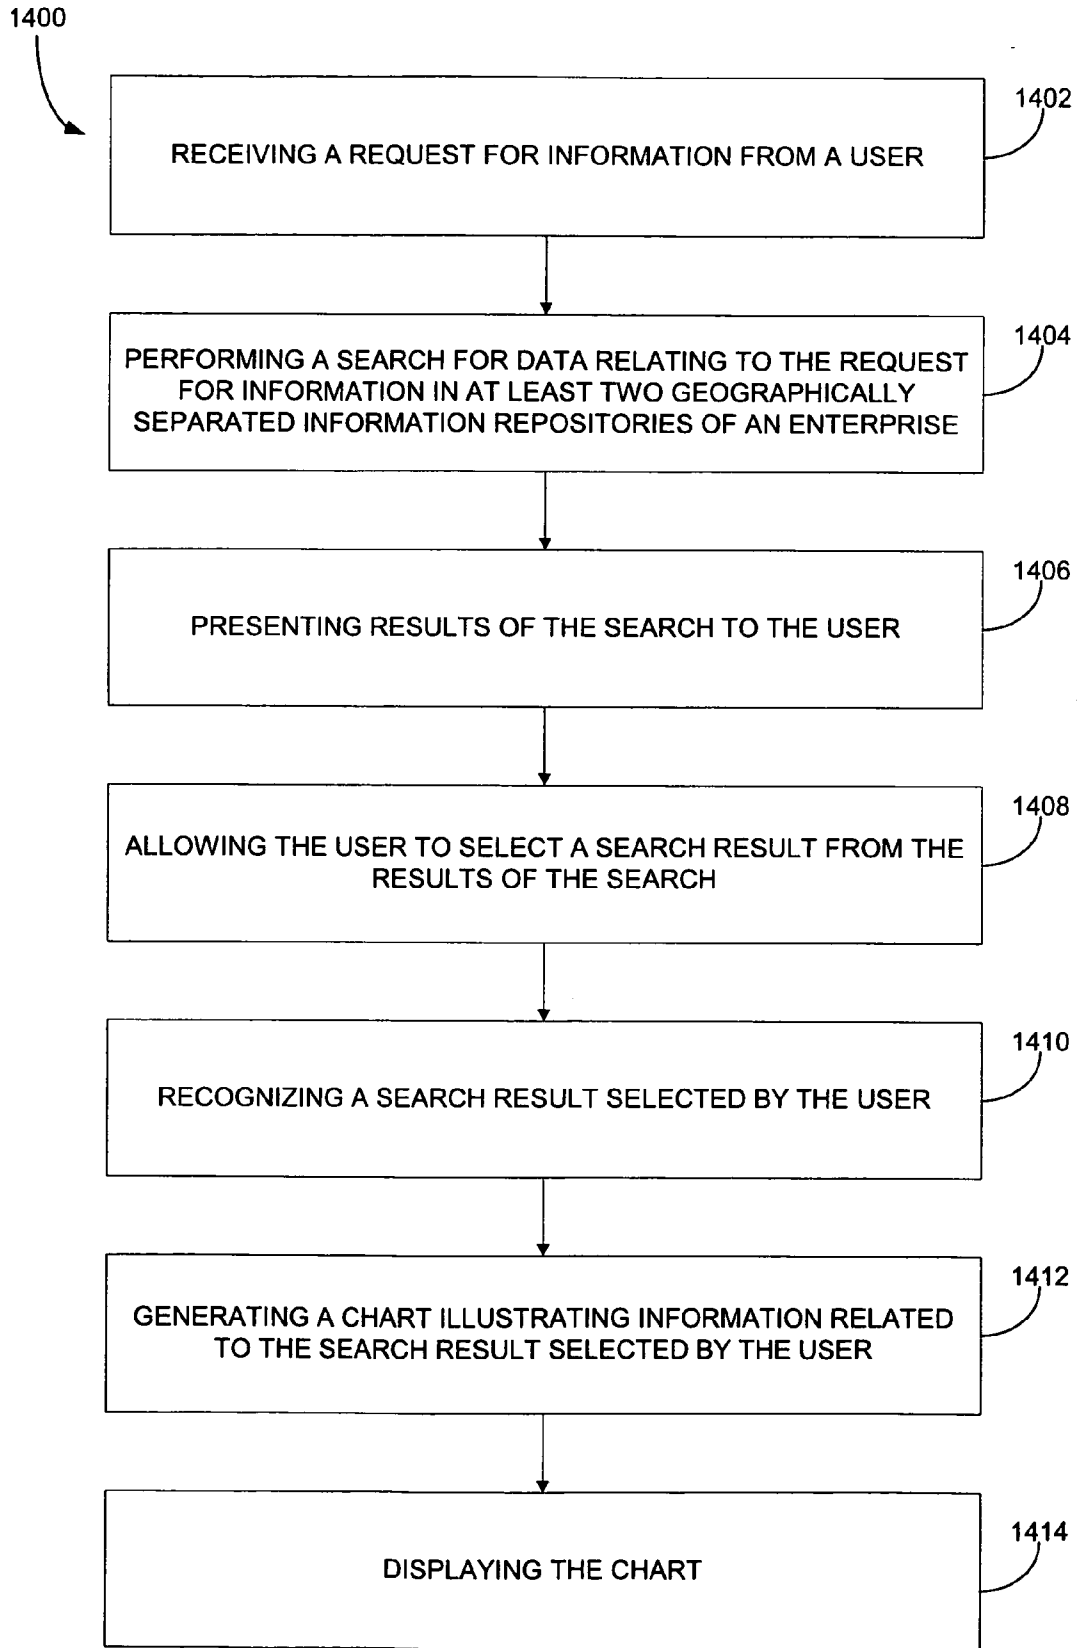 1400
1402
RECEIVING A REQUEST FOR INFORMATION FROM A USER
1404
PERFORMING A SEARCH FOR DATA RELATING TO THE REQUEST
FOR INFORMATION IN AT LEAST TWO GEOGRAPHICALLY
SEPARATED INFORMATION REPOSITORIES OF AN ENTERPRISE
1406
PRESENTING RESULTS OF THE SEARCH TO THE USER
1408
ALLOWING THE USER TO SELECT A SEARCH RESULT FROM THE
RESULTS OF THE SEARCH
1410
RECOGNIZING A SEARCH RESULT SELECTED BY THE USER
1412
GENERATING A CHART ILLUSTRATING INFORMATION RELATED
TO THE SEARCH RESULT SELECTED BY THE USER
1414
DISPLAYING THE CHART